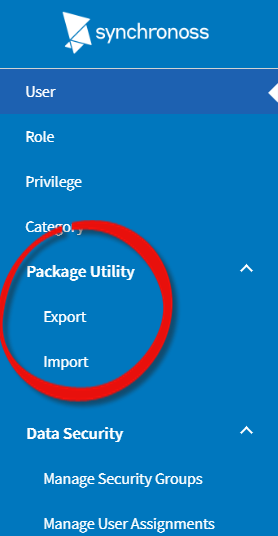 synchronoss
User
Role
Privilege
Category
Package Utility
Export
Import
Data Security
Manage Security Groups
Manage User Assignments